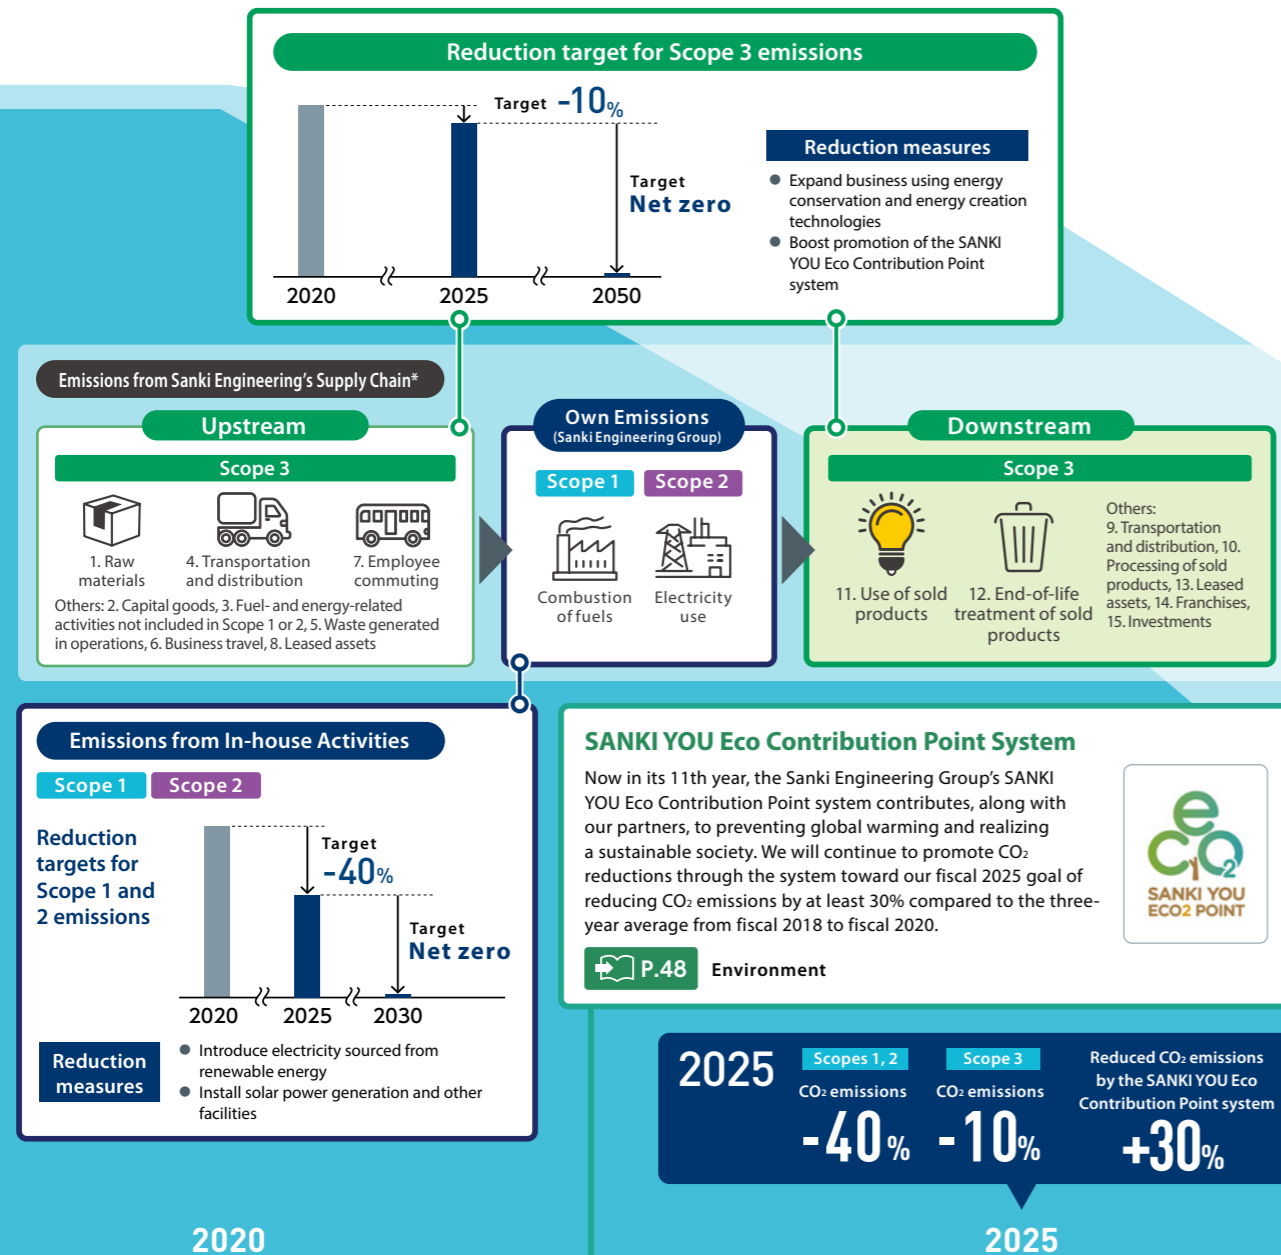 Reduction target for Scope 3 emissions
Target -10%
Target
Net zero
2020
2025
2050
Reduction measures
● Expand business using energy
conservation and energy creation
technologies
● Boost promotion of the SANKI
YOU Eco Contribution Point
system
Emissions from Sanki Engineering's Supply Chain*
Upstream
Scope 3
1. Raw
materials
4. Transportation
and distribution
7. Employee
commuting
Others: 2. Capital goods, 3. Fuel- and energy-related
activities not included in Scope 1 or 2, 5. Waste generated
in operations, 6. Business travel, 8. Leased assets
Own Emissions
(Sanki Engineering Group)
Scope 1
Scope 2
Combustion
of fuels
Electricity
use
Downstream
Scope 3
11. Use of sold
products
12. End-of-life
treatment of sold
products
Others:
9. Transportation
and distribution, 10.
Processing of sold
products, 13. Leased
assets, 14. Franchises,
15. Investments
Emissions from In-house Activities
Scope 1
Scope 2
Reduction
targets for
Scope 1 and
2 emissions
Target
-40%
Target
Net zero
2020
2025
2030
Reduction
measures
● Introduce electricity sourced from
renewable energy
● Install solar power generation and other
facilities
SANKI YOU Eco Contribution Point System
Now in its 11th year, the Sanki Engineering Group's SANKI
YOU Eco Contribution Point system contributes, along with
our partners, to preventing global warming and realizing
a sustainable society. We will continue to promote CO2
reductions through the system toward our fiscal 2025 goal of
reducing CO2 emissions by at least 30% compared to the three-
year average from fiscal 2018 to fiscal 2020.
P.48 Environment
eCO2
SANKI YOU
ECO2 POINT
2025
Scopes 1, 2
CO2 emissions
-40%
Scope 3
CO2 emissions
-10%
Reduced CO2 emissions
by the SANKI YOU Eco
Contribution Point system
+30%
2020
2025